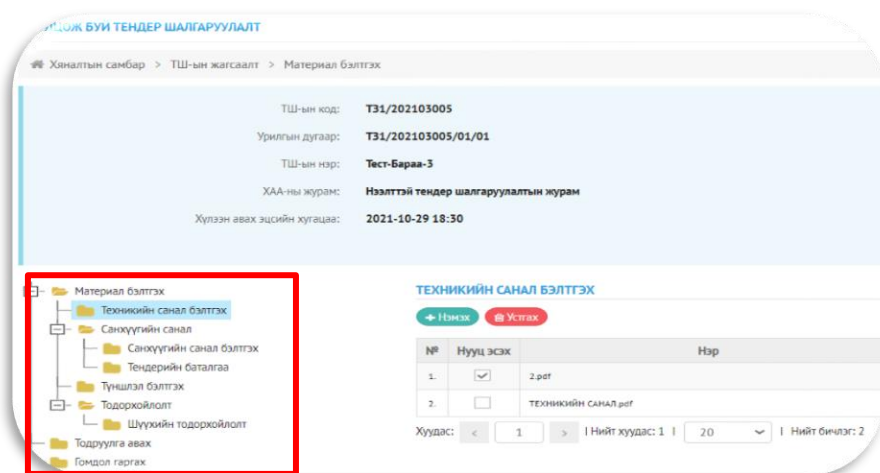 БУЙ ТЕНДЕР ШАЛГАРУУЛАЛТ
Хяналтын самбар > ТШ-ын жагсаалт > Материал бэлтгэх
ТШ-ын код: Т31/202103005
Урилгын дугаар: Т31/202103005/01/01
ТШ-ын нэр: Тест-Бараа-3
ХАА-ны журам: Нээлттэй тендер шалгаруулалтын журам
Хүлээн авах эцсийн хугацаа: 2021-10-29 18:30
Материал бэлтгэх
Техникийн санал бэлтгэх
Санхүүгийн санал
Санхүүгийн санал бэлтгэх
Тендерийн баталгаа
Түншлэл бэлтгэх
Тодорхойлолт
Шүүхийн тодорхойлолт
Тодруулга авах
Гомдол гаргах
ТЕХНИКИЙН САНАЛ БЭЛТГЭХ
+ Нэмэх Устгах
№ Нууц эсэх Нэр
1. 2.pdf
2. ТЕХНИКИЙН САНАЛ.pdf
Хуудас: < 1 > | Нийт хуудас: 1 | 20 | Нийт бичлэг: 2